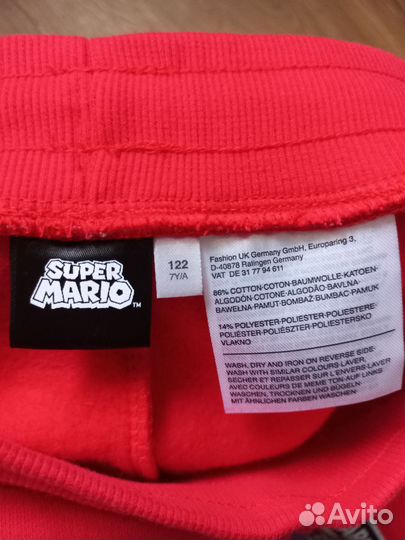 SUPER
MARIO
TM
122
7Y/A
Fashion UK Germany GmbH, Europaring 3,
D-40878 Ratingen Germany
VAT DE 31 77 94 611
86% COTTON-COTON-BAUMWOLLE-KATOEN-
ALGODÓN-COTONE-ALGODÃO-BAVLNA-
BAWEŁNA-PAMUT-BOMBAŽ-BUMBAC-PAMUK
14% POLYESTER-POLIESTER-POLIESTERE-
POLIÉSTER-POLIÉSZTER-POLIESTERSKO
VLAKNO
WASH, DRY AND IRON ON REVERSE SIDE-
WASH WITH SIMILAR COLOURS-LAVER,
SECHER ET REPASSER SUR L'ENVERS-LAVER
AVEC COULEURS DE MEME TON-AUF LINKS
WASCHEN, TROCKNEN UND BÜGELN-
MIT ÄHNLICHEN FARBEN WASCHEN
Avito